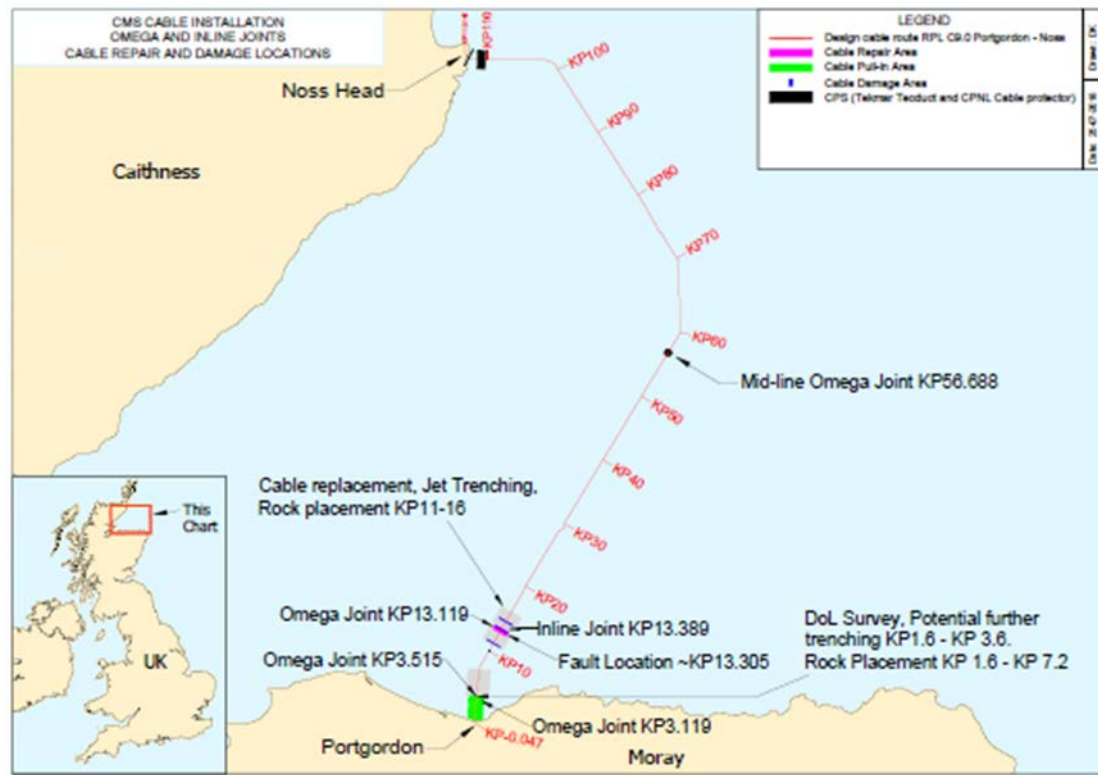 CMS CABLE INSTALLATION
OMEGA AND INLINE JOINTS
CABLE REPAIR AND DAMAGE LOCATIONS
LEGEND
Design cable route RPL C9.0 Portgordon - Noss
Cable Repair Area
Cable Pull-In Area
Cable Damage Area
CPS (Tekmar Teoduct and CPNL Cable protector)
Drawn: DK
Date:
KP110
Noss Head
KP100
KP90
Caithness
KP80
KP70
KP60
Mid-line Omega Joint KP56.688
KP50
KP40
Cable replacement, Jet Trenching,
Rock placement KP11-16
This
Chart
KP30
KP20
Omega Joint KP13.119
Inline Joint KP13.389
DoL Survey, Potential further
trenching KP1.6 - KP 3.6.
Rock Placement KP 1.6 - KP 7.2
Fault Location ~KP13.305
KP10
Omega Joint KP3.515
UK
Omega Joint KP3.119
KP-0.047
Portgordon
Moray